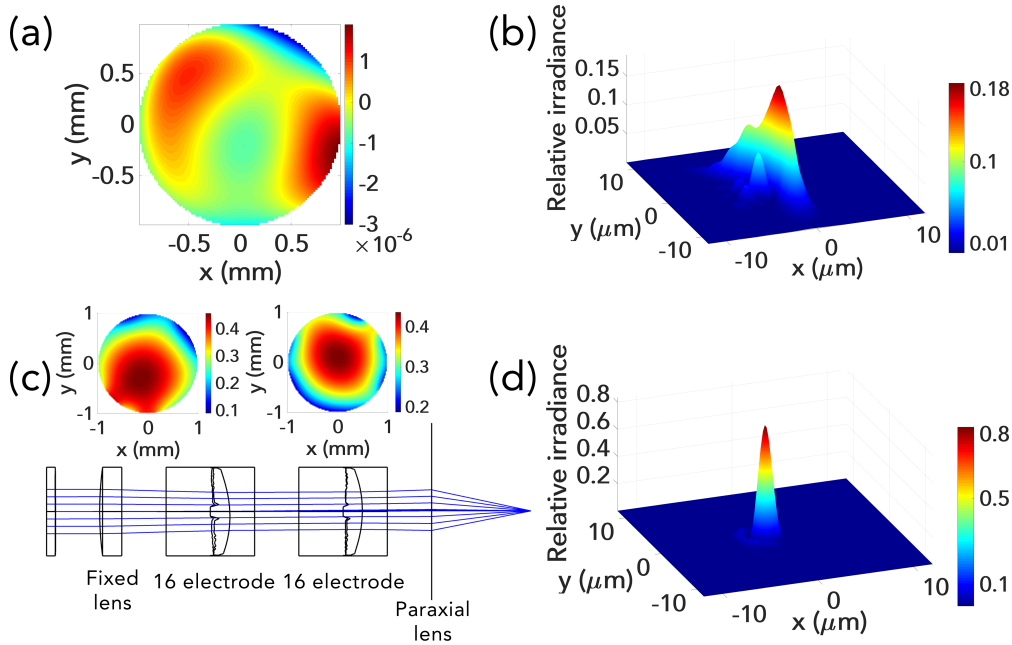 (a)
y (mm)
0.5
0
-0.5
-0.5
0
0.5
x (mm)
×10⁻⁶
1
0
-1
-2
-3
(b)
Relative irradiance
0.15
0.1
0.05
10
0
-10
y (μm)
-10
0
10
x (μm)
0.18
0.1
0.01
(c)
y (mm)
1
0
-1
-1
0
1
x (mm)
0.4
0.3
0.2
0.1
y (mm)
1
0
-1
-1
0
1
x (mm)
0.4
0.3
0.2
Fixed
lens
16 electrode
16 electrode
Paraxial
lens
(d)
Relative irradiance
0.8
0.6
0.4
0.2
10
0
-10
y (μm)
-10
0
10
x (μm)
0.8
0.5
0.1